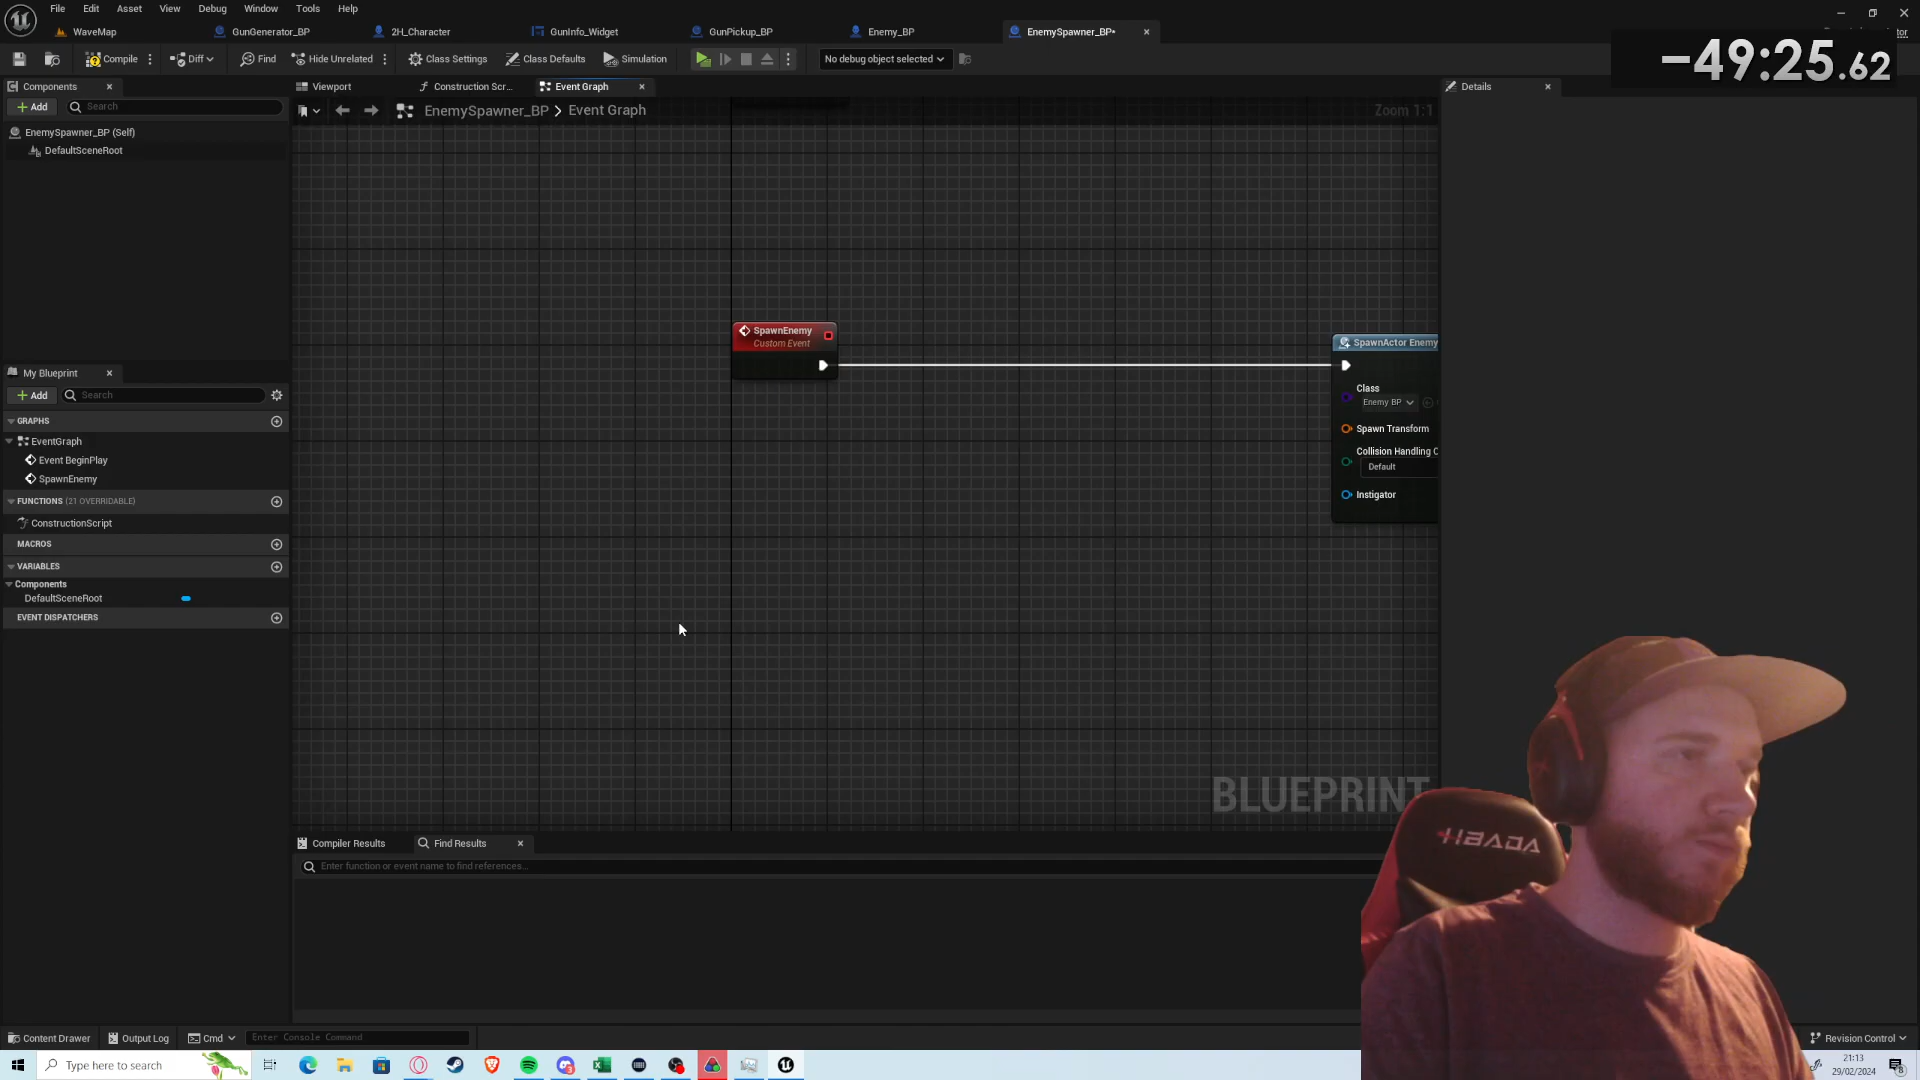 File Edit Asset View Debug Window Tools Help
WaveMap GunGenerator_BP 2H_Character GunInfo_Widget GunPickup_BP Enemy_BP EnemySpawner_BP*
Compile Diff Find Hide Unrelated Class Settings Class Defaults Simulation No debug object selected
-49:25.62
Components
Add Search
EnemySpawner_BP (Self)
DefaultSceneRoot
Viewport Construction Scr... Event Graph
EnemySpawner_BP > Event Graph
Zoom 1:1
Details
SpawnEnemy
Custom Event
SpawnActor Enemy
Class
Enemy BP
Spawn Transform
Collision Handling
Default
Instigator
My Blueprint
Add Search
GRAPHS
EventGraph
Event BeginPlay
SpawnEnemy
FUNCTIONS (21 OVERRIDABLE)
ConstructionScript
MACROS
VARIABLES
Components
DefaultSceneRoot
EVENT DISPATCHERS
BLUEPRINT
Compiler Results Find Results
Enter function or event name to find references...
HBADA
Content Drawer Output Log Cmd Enter Console Command Revision Control
Type here to search
21:13
29/02/2024